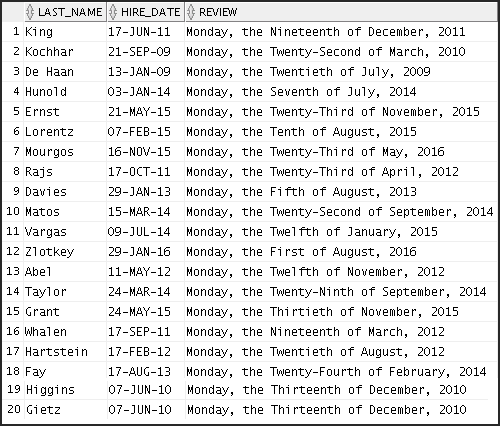 LAST_NAME HIRE_DATE REVIEW
1 King 17-JUN-11 Monday, the Nineteenth of December, 2011
2 Kochhar 21-SEP-09 Monday, the Twenty-Second of March, 2010
3 De Haan 13-JAN-09 Monday, the Twentieth of July, 2009
4 Hunold 03-JAN-14 Monday, the Seventh of July, 2014
5 Ernst 21-MAY-15 Monday, the Twenty-Third of November, 2015
6 Lorentz 07-FEB-15 Monday, the Tenth of August, 2015
7 Mourgos 16-NOV-15 Monday, the Twenty-Third of May, 2016
8 Rajs 17-OCT-11 Monday, the Twenty-Third of April, 2012
9 Davies 29-JAN-13 Monday, the Fifth of August, 2013
10 Matos 15-MAR-14 Monday, the Twenty-Second of September, 2014
11 Vargas 09-JUL-14 Monday, the Twelfth of January, 2015
12 Zlotkey 29-JAN-16 Monday, the First of August, 2016
13 Abel 11-MAY-12 Monday, the Twelfth of November, 2012
14 Taylor 24-MAR-14 Monday, the Twenty-Ninth of September, 2014
15 Grant 24-MAY-15 Monday, the Thirtieth of November, 2015
16 Whalen 17-SEP-11 Monday, the Nineteenth of March, 2012
17 Hartstein 17-FEB-12 Monday, the Twentieth of August, 2012
18 Fay 17-AUG-13 Monday, the Twenty-Fourth of February, 2014
19 Higgins 07-JUN-10 Monday, the Thirteenth of December, 2010
20 Gietz 07-JUN-10 Monday, the Thirteenth of December, 2010